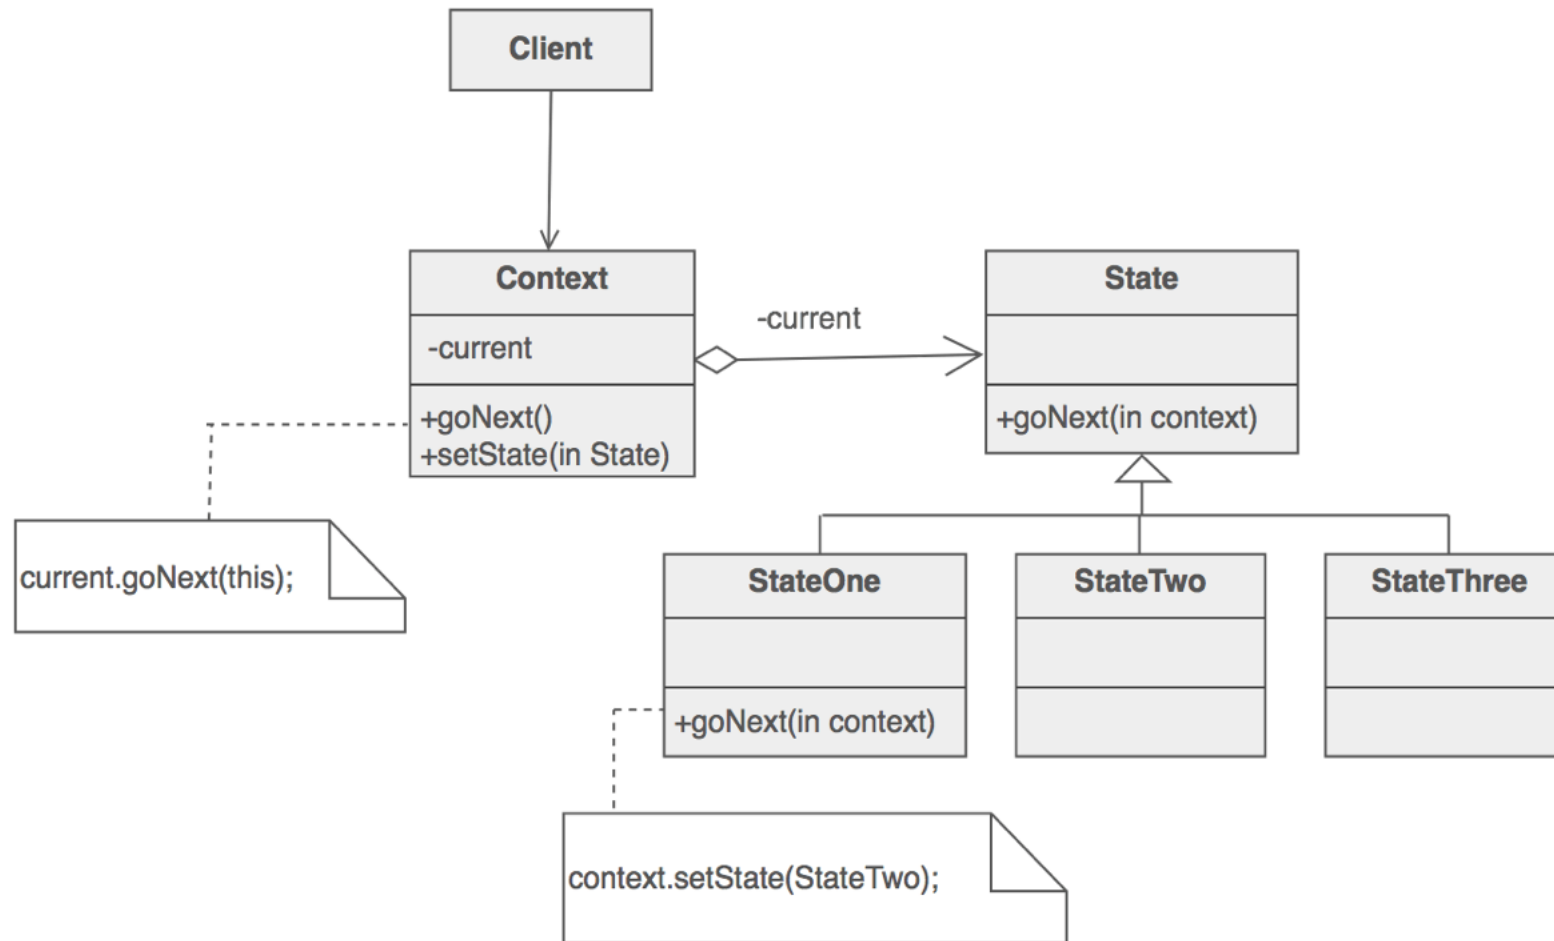 Client
Context
-current
+goNext()
+setState(in State)
-current
State
+goNext(in context)
current.goNext(this);
StateOne
+goNext(in context)
StateTwo
StateThree
context.setState(StateTwo);